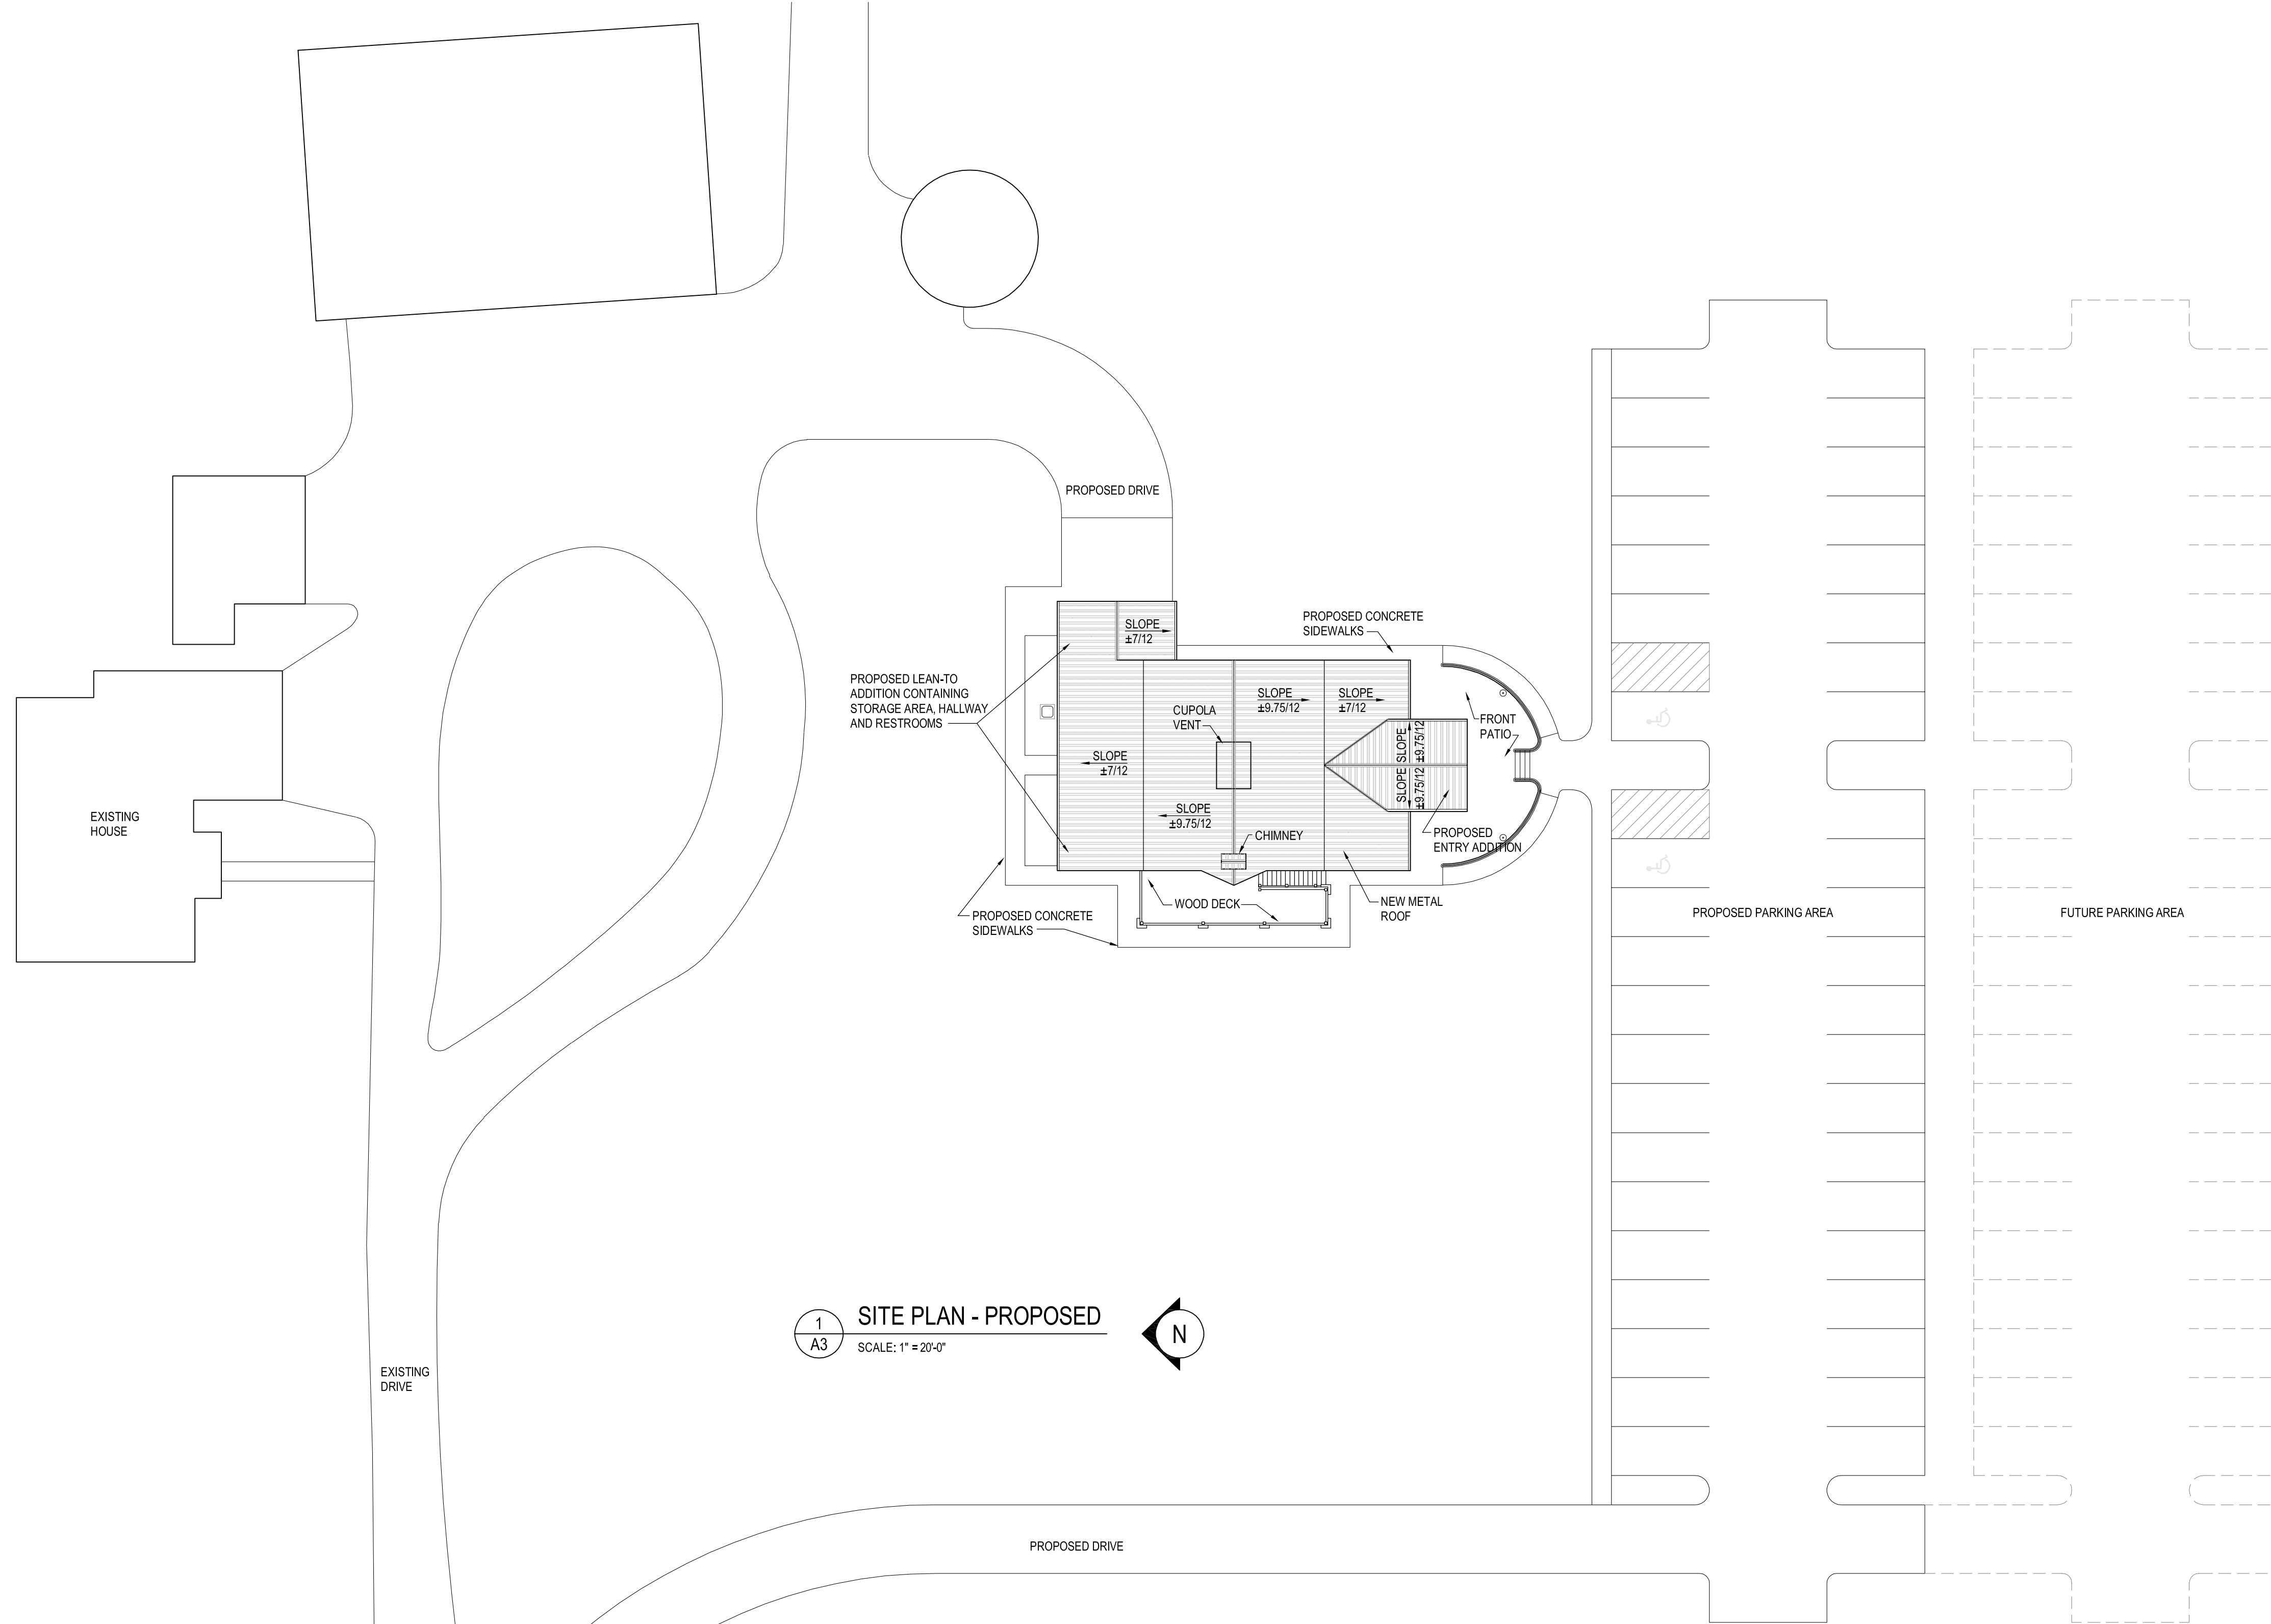 PROPOSED DRIVE
SLOPE
±7/12
PROPOSED CONCRETE
SIDEWALKS
PROPOSED LEAN-TO
ADDITION CONTAINING
STORAGE AREA, HALLWAY
AND RESTROOMS
SLOPE
±9.75/12
SLOPE
±7/12
CUPOLA
VENT
FRONT
PATIO
SLOPE
±9.75/12
SLOPE
±9.75/12
SLOPE
±7/12
SLOPE
±9.75/12
CHIMNEY
PROPOSED
ENTRY ADDITION
EXISTING
HOUSE
WOOD DECK
NEW METAL
ROOF
PROPOSED CONCRETE
SIDEWALKS
PROPOSED PARKING AREA
FUTURE PARKING AREA
1
A3
SITE PLAN - PROPOSED
SCALE: 1" = 20'-0"
N
EXISTING
DRIVE
PROPOSED DRIVE